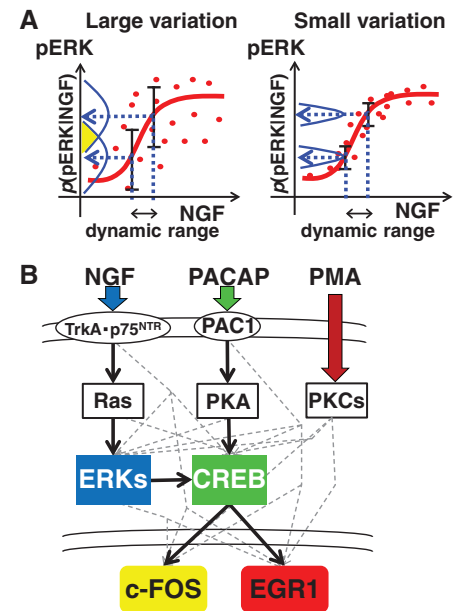 A
Large variation
Small variation
pERK
pERK
p(pERK|NGF)
p(pERK|NGF)
NGF
NGF
dynamic range
dynamic range
B
NGF
PACAP
PMA
TrkA·p75NTR
PAC1
Ras
PKA
PKCs
ERKs
CREB
c-FOS
EGR1